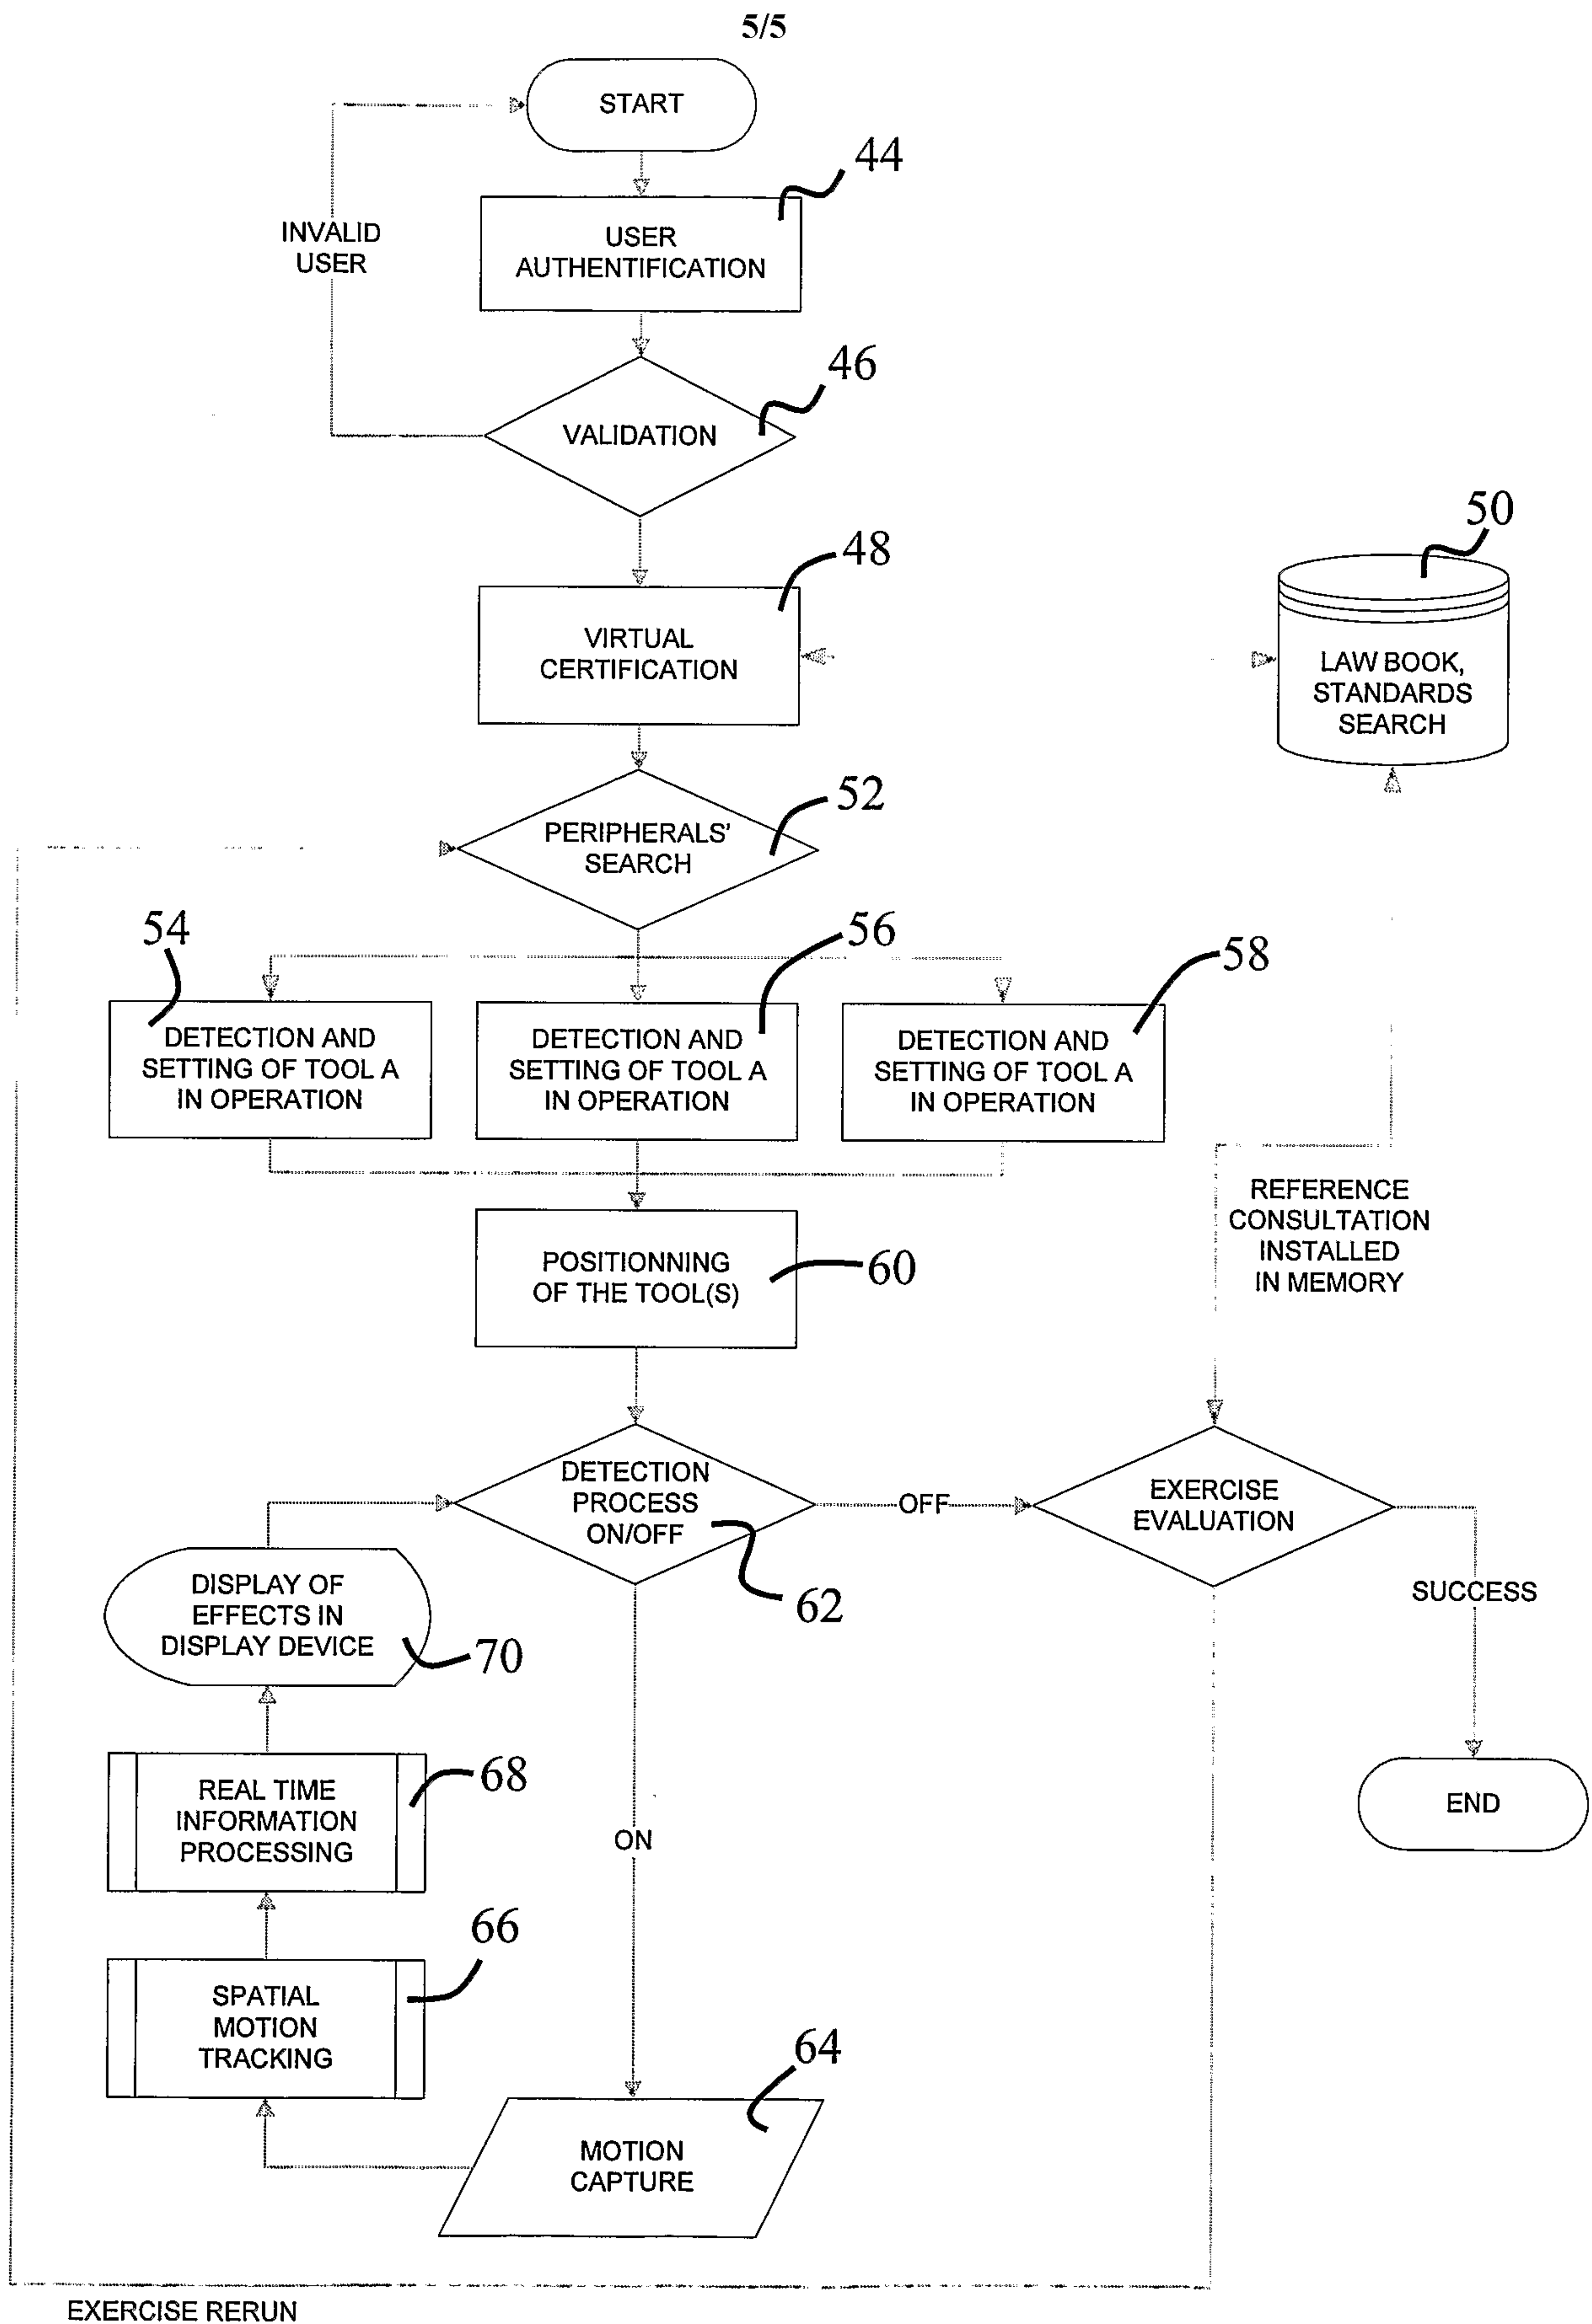 5/5
START
44
INVALID
USER
USER
AUTHENTIFICATION
46
VALIDATION
48
50
VIRTUAL
CERTIFICATION
LAW BOOK,
STANDARDS
SEARCH
52
PERIPHERALS'
SEARCH
54
56
58
DETECTION AND
SETTING OF TOOL A
IN OPERATION
DETECTION AND
SETTING OF TOOL A
IN OPERATION
DETECTION AND
SETTING OF TOOL A
IN OPERATION
REFERENCE
CONSULTATION
INSTALLED
IN MEMORY
POSITIONNING
OF THE TOOL(S)
60
DETECTION
PROCESS
ON/OFF
62
OFF
EXERCISE
EVALUATION
SUCCESS
DISPLAY OF
EFFECTS IN
DISPLAY DEVICE
70
REAL TIME
INFORMATION
PROCESSING
68
ON
END
66
SPATIAL
MOTION
TRACKING
64
MOTION
CAPTURE
EXERCISE RERUN